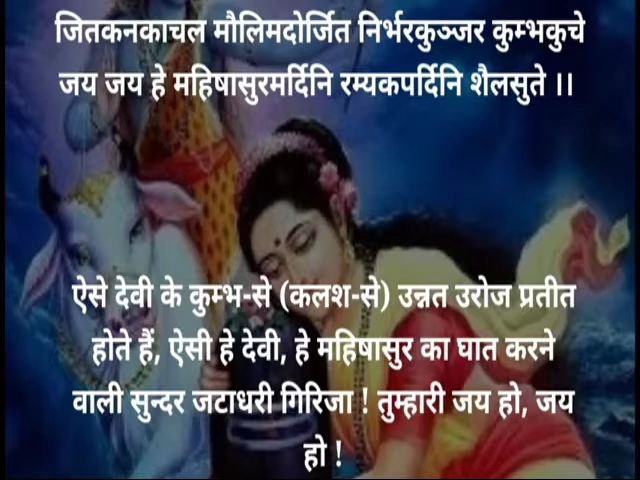 जितकनकाचल मौलिमदोर्जित निर्भरकुञ्जर कुम्भकुचे
जय जय हे महिषासुरमर्दिनि रम्यकपर्दिनि शैलसुते ।।
ऐसे देवी के कुम्भ-से (कलश-से) उन्नत उरोज प्रतीत
होते हैं, ऐसी हे देवी, हे महिषासुर का घात करने
वाली सुन्दर जटाधरी गिरिजा ! तुम्हारी जय हो, जय
हो !